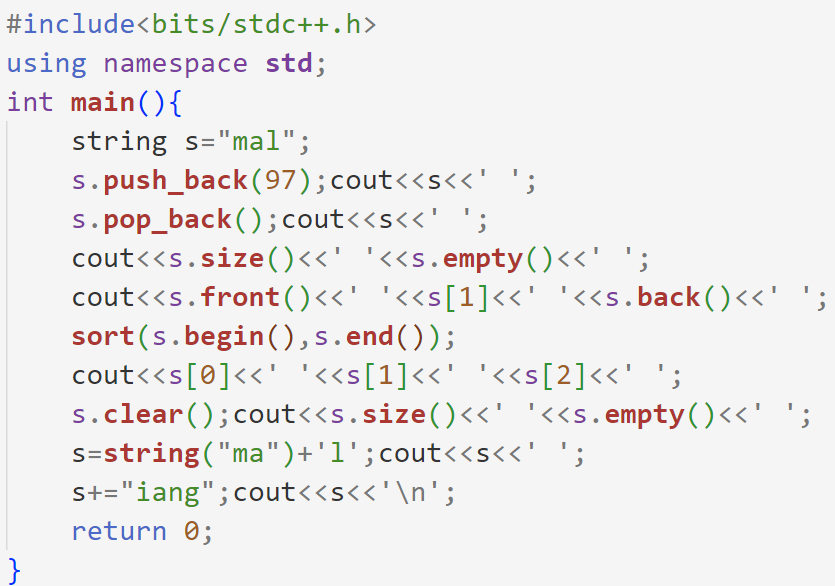 #include<bits/stdc++.h>
using namespace std;
int main(){
    string s="mal";
    s.push_back(97);cout<<s<<' ';
    s.pop_back();cout<<s<<' ';
    cout<<s.size()<<' '<<s.empty()<<' ';
    cout<<s.front()<<' '<<s[1]<<' '<<s.back()<<' ';
    sort(s.begin(),s.end());
    cout<<s[0]<<' '<<s[1]<<' '<<s[2]<<' ';
    s.clear();cout<<s.size()<<' '<<s.empty()<<' ';
    s=string("ma")+'l';cout<<s<<' ';
    s+="iang";cout<<s<<'\n';
    return 0;
}